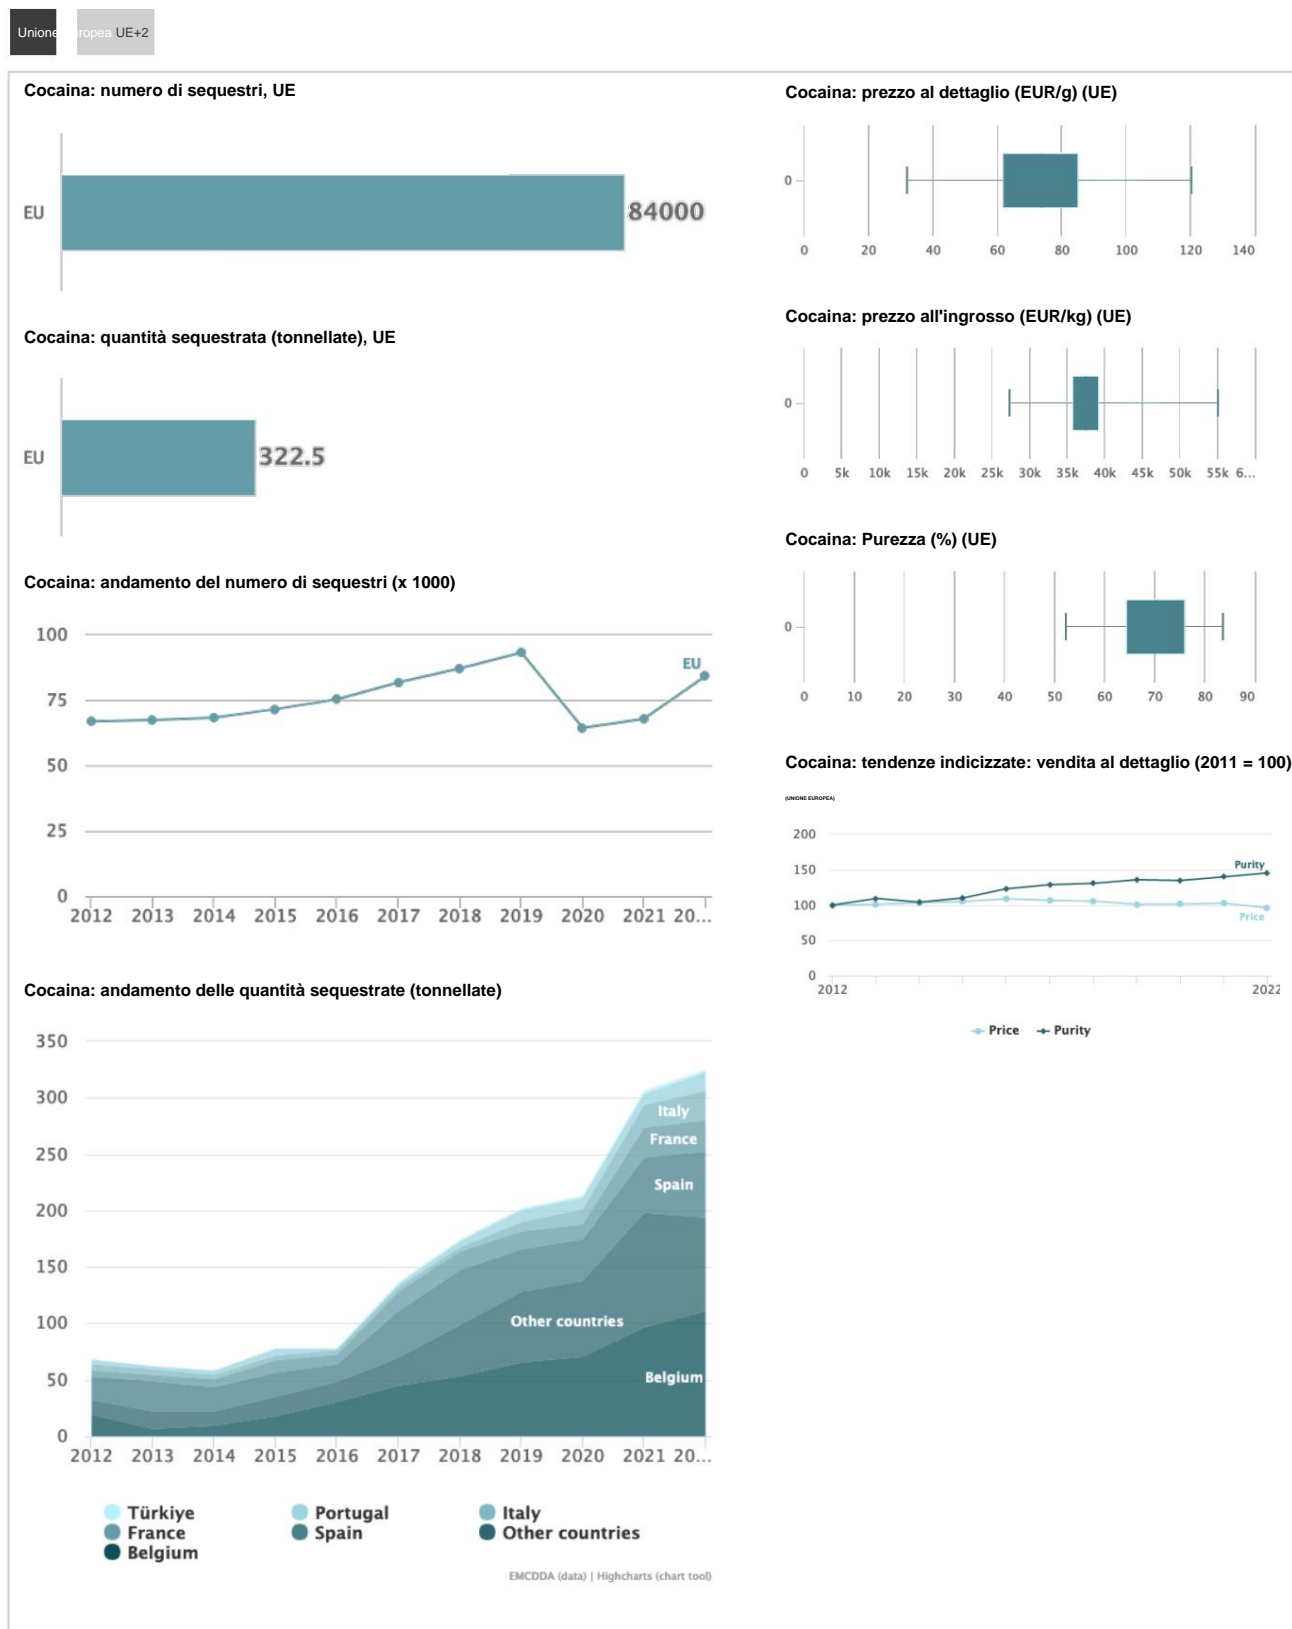 Unione Europea UE+2
Cocaina: numero di sequestri, UE
EU
84000
Cocaina: quantità sequestrata (tonnellate), UE
EU
322.5
Cocaina: andamento del numero di sequestri (x 1000)
100
75
50
25
0
EU
2012 2013 2014 2015 2016 2017 2018 2019 2020 2021 20...
Cocaina: andamento delle quantità sequestrate (tonnellate)
350
300
250
200
150
100
50
0
Italy
France
Spain
Other countries
Belgium
2012 2013 2014 2015 2016 2017 2018 2019 2020 2021 20...
Türkiye Portugal Italy
France Spain Other countries
Belgium
EMCDDA (data) | Highcharts (chart tool)
Cocaina: prezzo al dettaglio (EUR/g) (UE)
0
0 20 40 60 80 100 120 140
Cocaina: prezzo all'ingrosso (EUR/kg) (UE)
0
0 5k 10k 15k 20k 25k 30k 35k 40k 45k 50k 55k 6...
Cocaina: Purezza (%) (UE)
0
0 10 20 30 40 50 60 70 80 90
Cocaina: tendenze indicizzate: vendita al dettaglio (2011 = 100)
(UNIONE EUROPEA)
200
150
100
50
0
Purity
Price
2012 2022
Price Purity